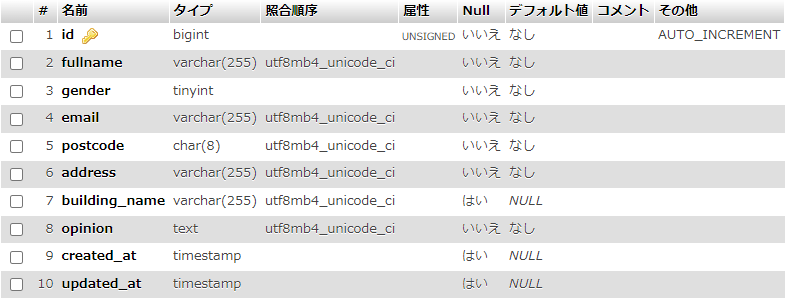 # 名前 タイプ 照合順序 属性 Null デフォルト値 コメント その他
1 id bigint UNSIGNED いいえ なし AUTO_INCREMENT
2 fullname varchar(255) utf8mb4_unicode_ci いいえ なし
3 gender tinyint いいえ なし
4 email varchar(255) utf8mb4_unicode_ci いいえ なし
5 postcode char(8) utf8mb4_unicode_ci いいえ なし
6 address varchar(255) utf8mb4_unicode_ci いいえ なし
7 building_name varchar(255) utf8mb4_unicode_ci はい NULL
8 opinion text utf8mb4_unicode_ci いいえ なし
9 created_at timestamp はい NULL
10 updated_at timestamp はい NULL